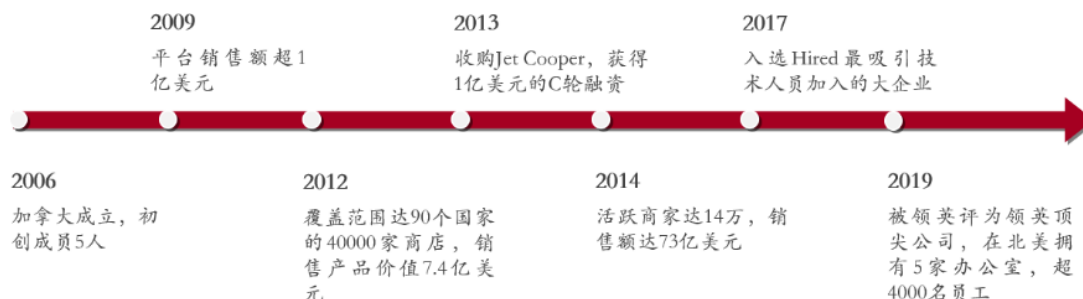 2009
平台销售额超1
亿美元
2013
收购Jet Cooper，获得
1亿美元的C轮融资
2017
入选Hired最吸引技
术人员加入的大企业
2006
加拿大成立，初
创成员5人
2012
覆盖范围达90个国家
的40000家商店，销
售产品价值7.4亿美
元
2014
活跃商家达14万，销
售额达73亿美元
2019
被领英评为领英顶
尖公司，在北美拥
有5家办公室，超
4000名员工